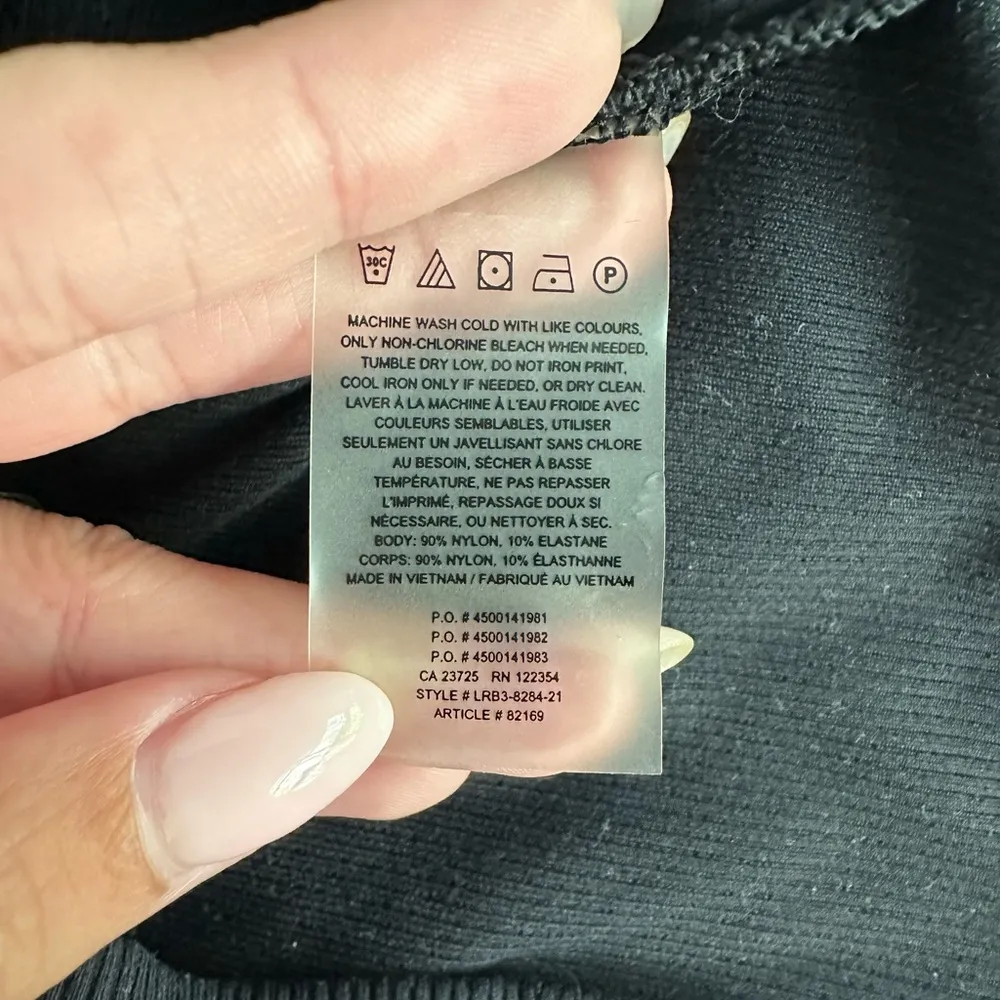 30C
P
MACHINE WASH COLD WITH LIKE COLOURS,
ONLY NON-CHLORINE BLEACH WHEN NEEDED,
TUMBLE DRY LOW, DO NOT IRON PRINT,
COOL IRON ONLY IF NEEDED, OR DRY CLEAN.
LAVER À LA MACHINE À L'EAU FROIDE AVEC
COULEURS SEMBLABLES, UTILISER
SEULEMENT UN JAVELLISANT SANS CHLORE
AU BESOIN, SÉCHER À BASSE
TEMPÉRATURE, NE PAS REPASSER
L'IMPRIMÉ, REPASSAGE DOUX SI
NÉCESSAIRE, OU NETTOYER À SEC.
BODY: 90% NYLON, 10% ELASTANE
CORPS: 90% NYLON, 10% ÉLASTHANNE
MADE IN VIETNAM / FABRIQUÉ AU VIETNAM
P.O. # 4500141981
P.O. # 4500141982
P.O. # 4500141983
CA 23725 RN 122354
STYLE # LRB3-8284-21
ARTICLE # 82169